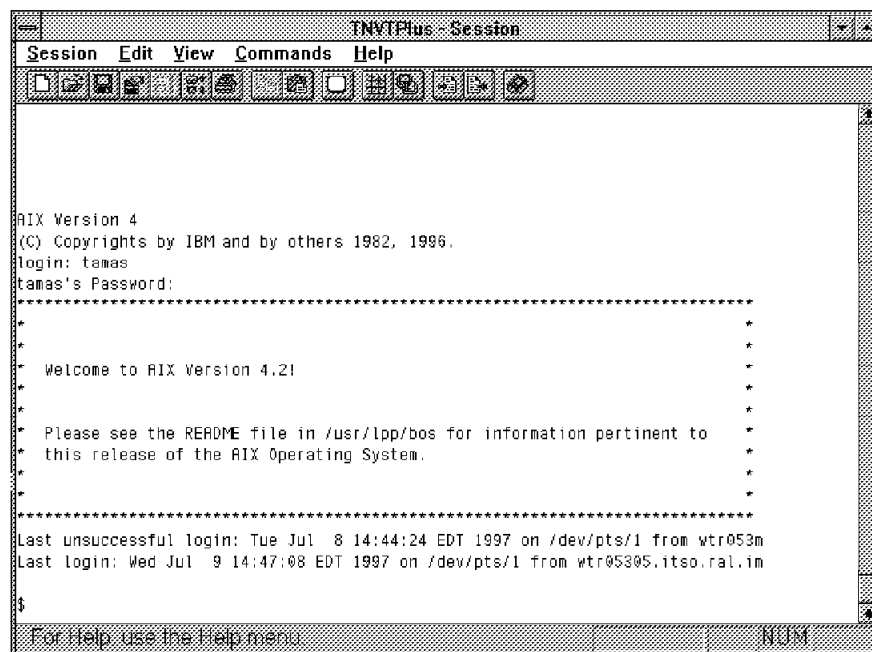 TNVTPlus - Session
Session Edit View Commands Help
AIX Version 4
(C) Copyrights by IBM and by others 1982, 1996.
login: tamas
tamas's Password:
*******************************************************************************
* *
* *
* Welcome to AIX Version 4.2! *
* *
* *
* Please see the README file in /usr/lpp/bos for information pertinent to *
* this release of the AIX Operating System. *
* *
* *
*******************************************************************************
Last unsuccessful login: Tue Jul 8 14:44:24 EDT 1997 on /dev/pts/1 from wtr053m
Last login: Wed Jul 9 14:47:08 EDT 1997 on /dev/pts/1 from wtr05305.itso.ral.im
$
For Help, use the Help menu NUM